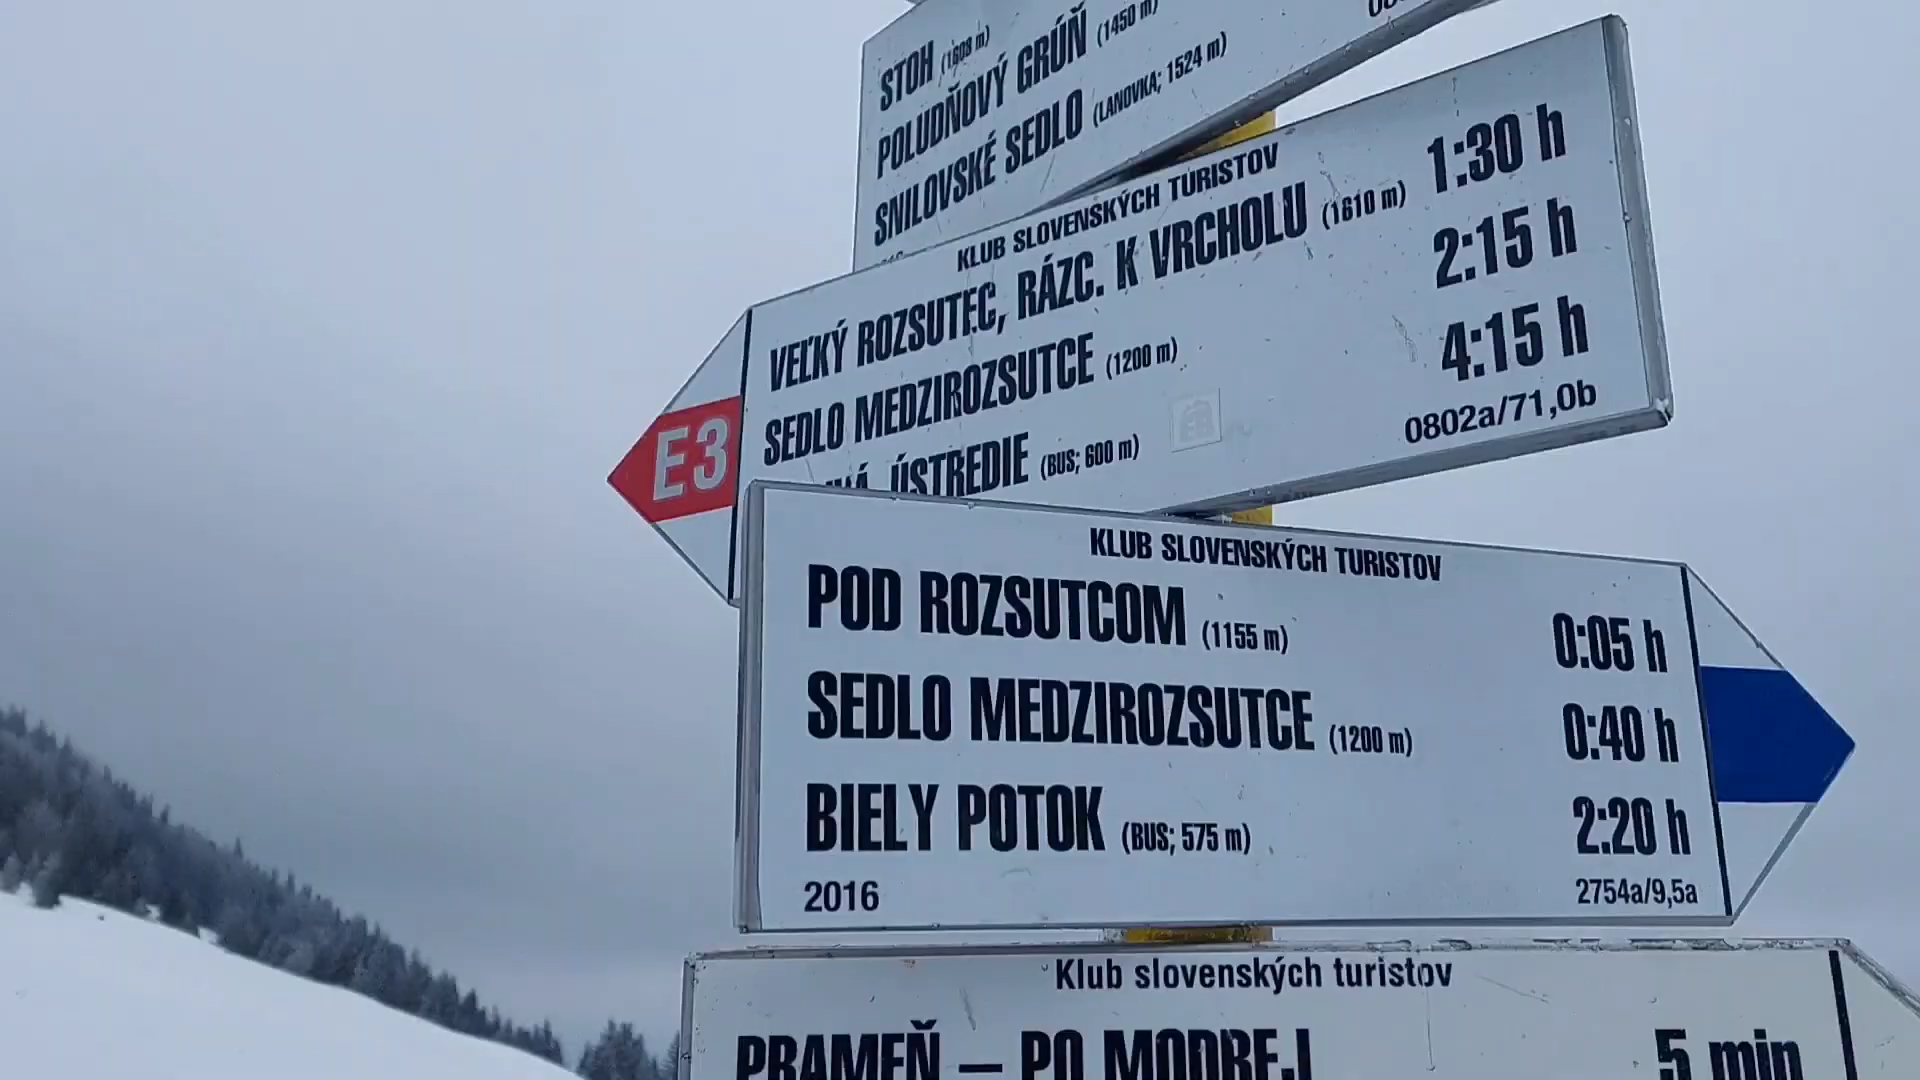 STOH (1608 m)
POLUDŇOVÝ GRÚŇ (1450 m)
SNILOVSKÉ SEDLO (LANOVKA; 1524 m)
KLUB SLOVENSKÝCH TURISTOV
VEĽKÝ ROZSUTEC, RÁZC. K VRCHOLU (1610 m) 1:30 h
SEDLO MEDZIROZSUTCE (1200 m) 2:15 h
ÚSTREDIE (BUS; 600 m) 4:15 h
0802a/71,0b
E3
KLUB SLOVENSKÝCH TURISTOV
POD ROZSUTCOM (1155 m) 0:05 h
SEDLO MEDZIROZSUTCE (1200 m) 0:40 h
BIELY POTOK (BUS; 575 m) 2:20 h
2016 2754a/9,5a
Klub slovenských turistov
PRAMEŇ — PO MODREJ 5 min